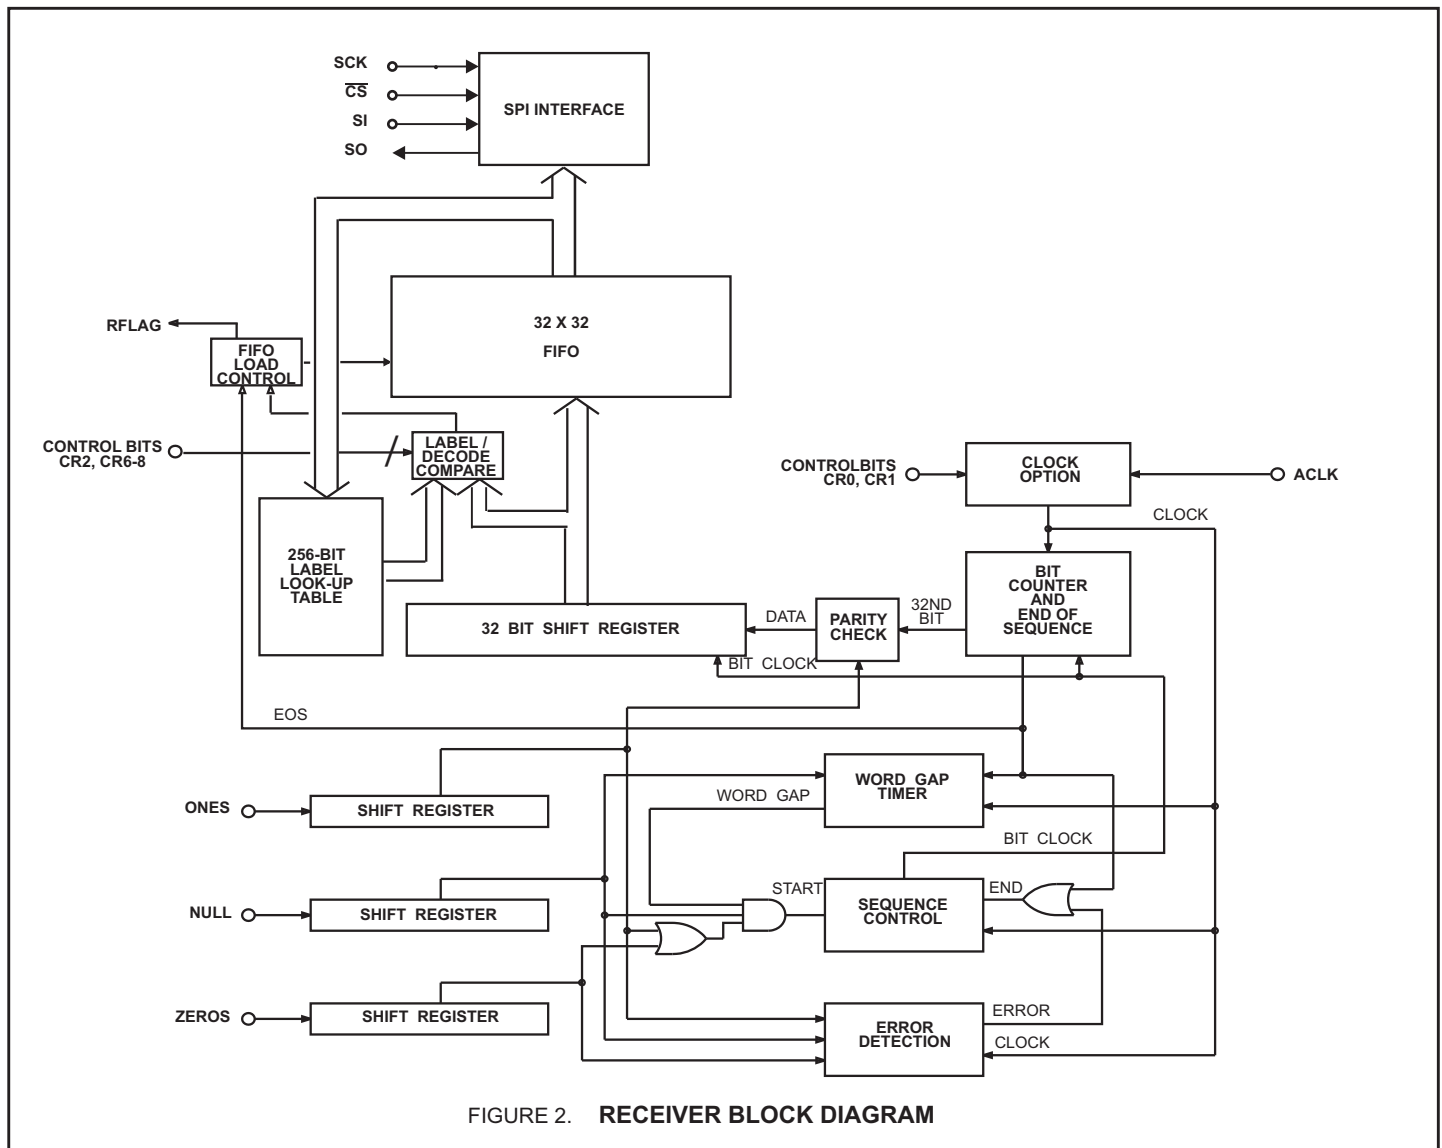 SCK
CS
SI
SO
SPI INTERFACE
32 X 32
FIFO
RFLAG
FIFO
LOAD
CONTROL
CONTROL BITS
CR2, CR6-8
LABEL /
DECODE
COMPARE
CONTROLBITS
CR0, CR1
CLOCK
OPTION
ACLK
CLOCK
256-BIT
LABEL
LOOK-UP
TABLE
BIT
COUNTER
AND
END OF
SEQUENCE
32 BIT SHIFT REGISTER
DATA
PARITY
CHECK
32ND
BIT
BIT CLOCK
EOS
WORD GAP
TIMER
WORD GAP
ONES
SHIFT REGISTER
BIT CLOCK
START
SEQUENCE
CONTROL
END
NULL
SHIFT REGISTER
ZEROS
SHIFT REGISTER
ERROR
DETECTION
ERROR
CLOCK
FIGURE 2. RECEIVER BLOCK DIAGRAM